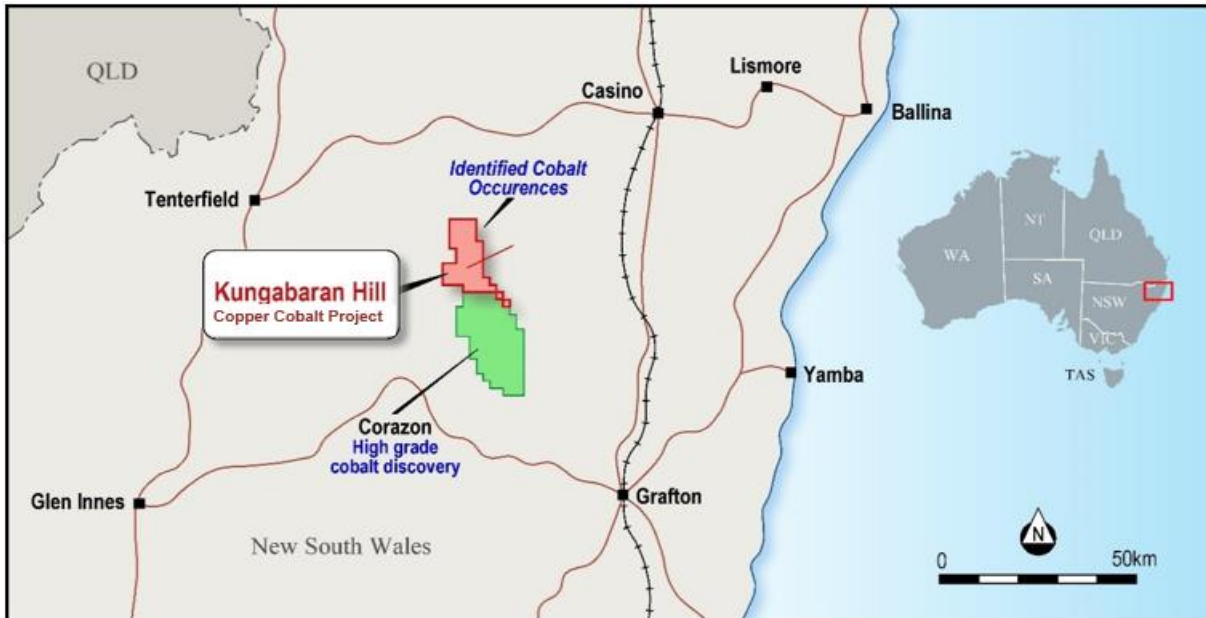 QLD
Casino
Lismore
Ballina
Identified Cobalt
Occurences
Tenterfield
Kungabaran Hill
Copper Cobalt Project
NT
QLD
WA
SA
NSW
VIC
TAS
Yamba
Corazon
High grade
cobalt discovery
Glen Innes
Grafton
New South Wales
N
0
50km